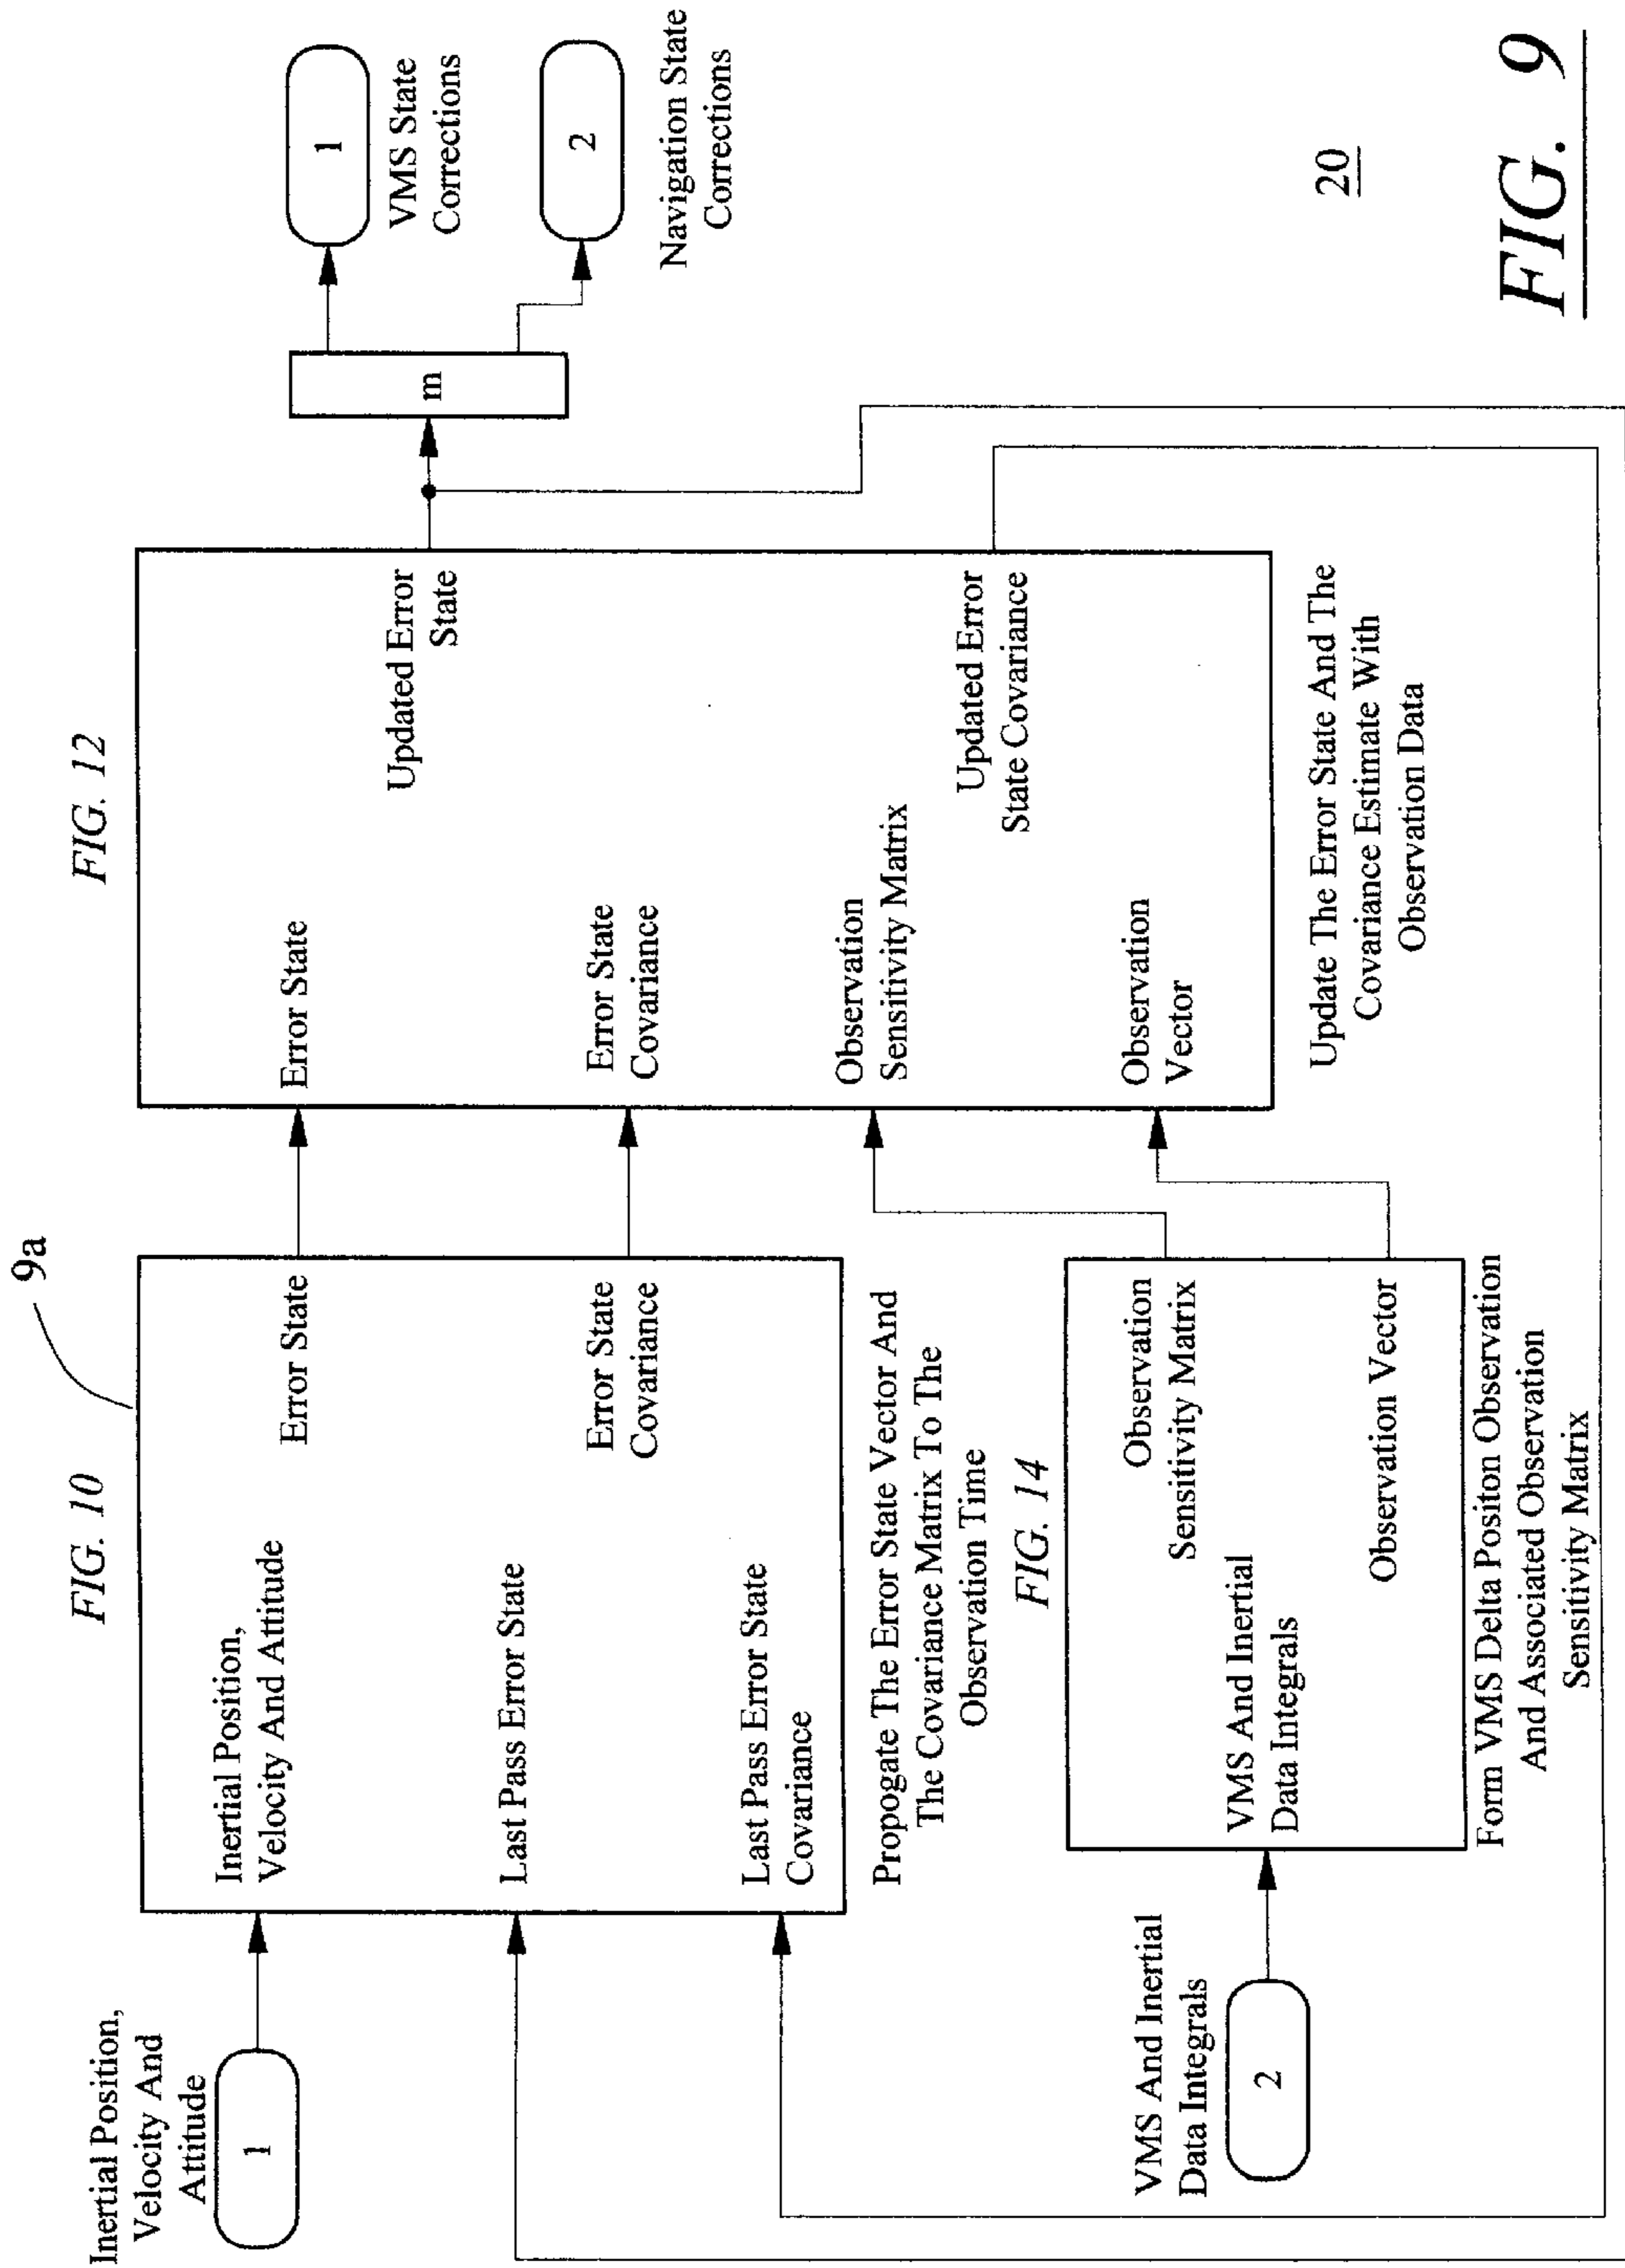 Inertial Position,
Velocity And
Attitude
1
FIG. 10
9a
Inertial Position,
Velocity And Attitude
Last Pass Error State
Last Pass Error State
Covariance
Error State
Error State
Covariance
Propogate The Error State Vector And
The Covariance Matrix To The
Observation Time
VMS And Inertial
Data Integrals
2
FIG. 14
VMS And Inertial
Data Integrals
Observation
Sensitivity Matrix
Observation Vector
Form VMS Delta Positon Observation
And Associated Observation
Sensitivity Matrix
FIG. 12
Error State
Error State
Covariance
Observation
Sensitivity Matrix
Observation
Vector
Updated Error
State
Updated Error
State Covariance
Update The Error State And The
Covariance Estimate With
Observation Data
m
1
VMS State
Corrections
2
Navigation State
Corrections
20
FIG. 9